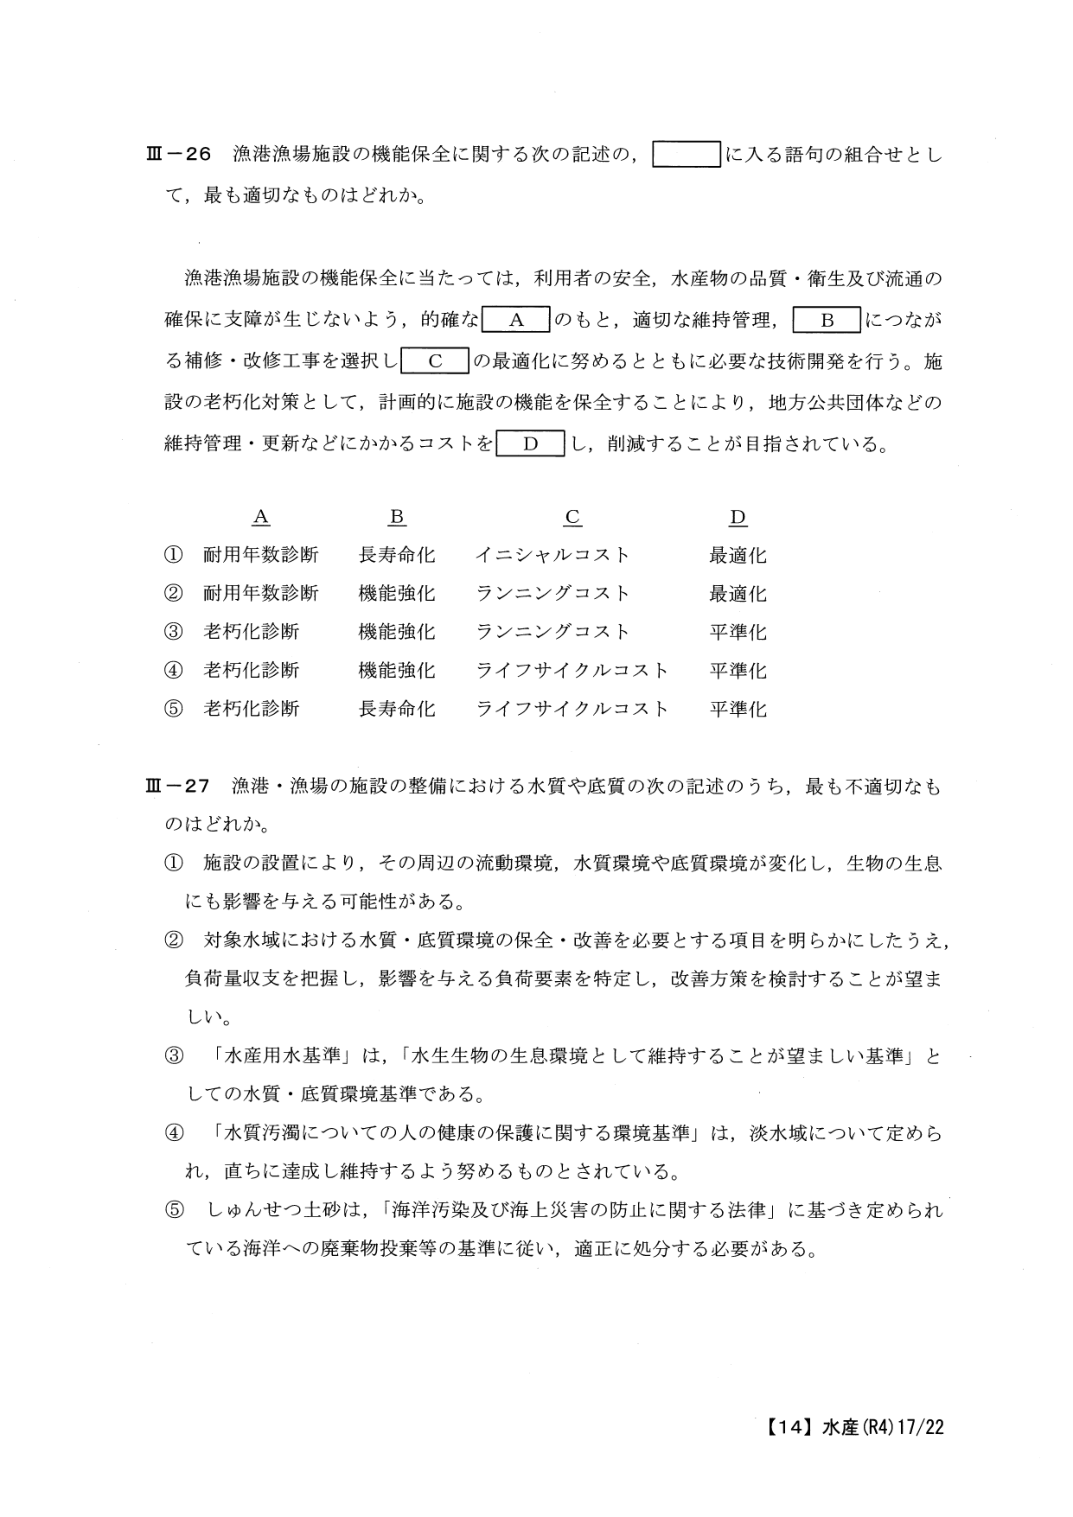 Ⅲ－26　漁港漁場施設の機能保全に関する次の記述の，　　　に入る語句の組合せとし
て，最も適切なものはどれか。
漁港漁場施設の機能保全に当たっては，利用者の安全，水産物の品質・衛生及び流通の
確保に支障が生じないよう，的確な A のもと，適切な維持管理， B につなが
る補修・改修工事を選択し C の最適化に努めるとともに必要な技術開発を行う。施
設の老朽化対策として，計画的に施設の機能を保全することにより，地方公共団体などの
維持管理・更新などにかかるコストを D し，削減することが目指されている。
A　B　C　D
①　耐用年数診断　長寿命化　イニシャルコスト　最適化
②　耐用年数診断　機能強化　ランニングコスト　最適化
③　老朽化診断　機能強化　ランニングコスト　平準化
④　老朽化診断　機能強化　ライフサイクルコスト　平準化
⑤　老朽化診断　長寿命化　ライフサイクルコスト　平準化
Ⅲ－27　漁港・漁場の施設の整備における水質や底質の次の記述のうち，最も不適切なも
のはどれか。
①　施設の設置により，その周辺の流動環境，水質環境や底質環境が変化し，生物の生息
にも影響を与える可能性がある。
②　対象水域における水質・底質環境の保全・改善を必要とする項目を明らかにしたうえ，
負荷量収支を把握し，影響を与える負荷要素を特定し，改善方策を検討することが望ま
しい。
③　「水産用水基準」は，「水生生物の生息環境として維持することが望ましい基準」と
しての水質・底質環境基準である。
④　「水質汚濁についての人の健康の保護に関する環境基準」は，淡水域について定めら
れ，直ちに達成し維持するよう努めるものとされている。
⑤　しゅんせつ土砂は，「海洋汚染及び海上災害の防止に関する法律」に基づき定められ
ている海洋への廃棄物投棄等の基準に従い，適正に処分する必要がある。
【14】水産(R4)17/22